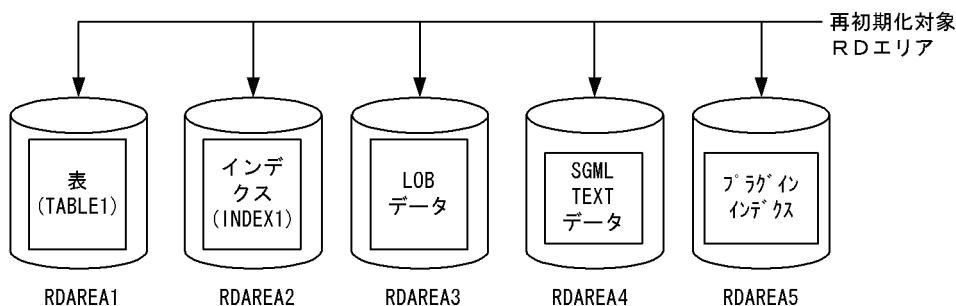 再初期化対象
ＲＤエリア
表
(TABLE1)
インデ
クス
(INDEX1)
LOB
データ
SGML
TEXT
データ
ﾌﾟﾗｸﾞｲﾝ
ｲﾝﾃﾞｸｽ
RDAREA1
RDAREA2
RDAREA3
RDAREA4
RDAREA5